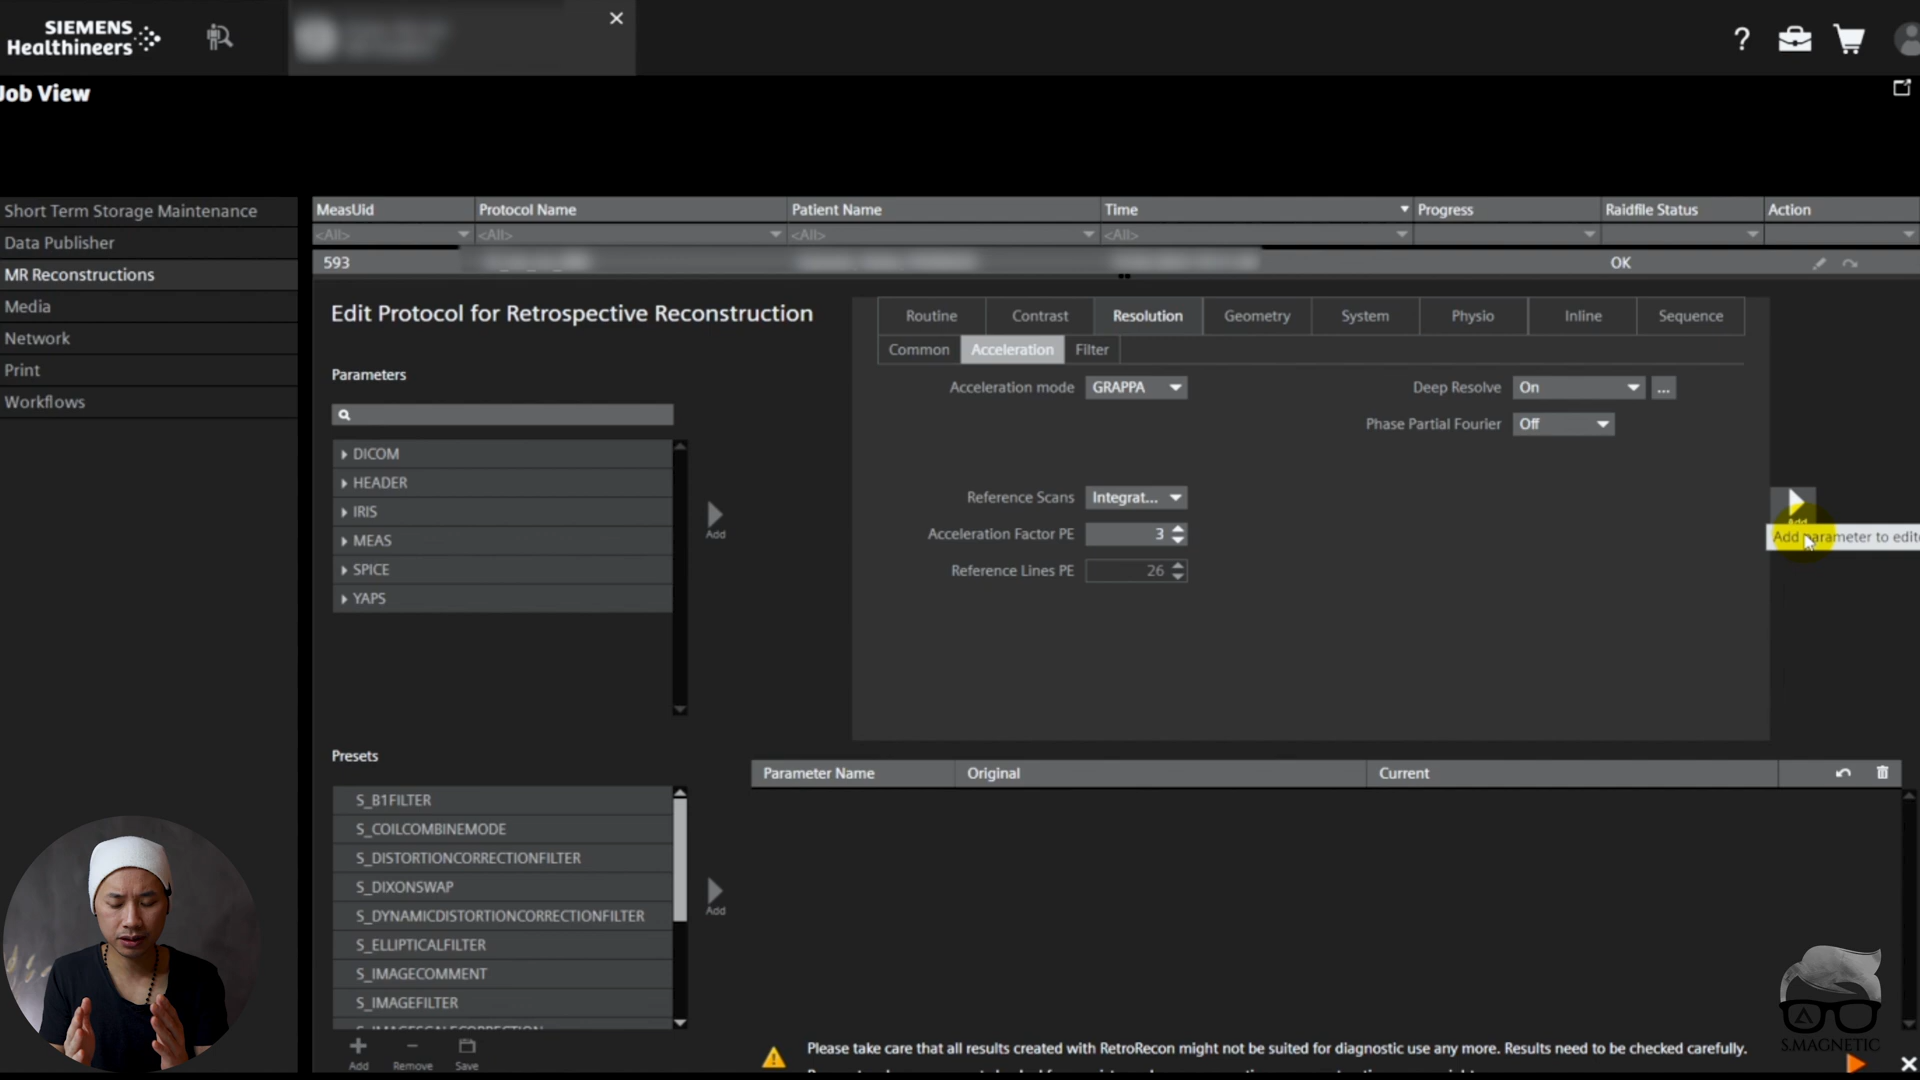 SIEMENS
Healthineers
?
Job View
Short Term Storage Maintenance
Data Publisher
MR Reconstructions
Media
Network
Print
Workflows
MeasUid Protocol Name Patient Name Time Progress Raidfile Status Action
<All> <All> <All> <All>
593 OK
Edit Protocol for Retrospective Reconstruction
Parameters
DICOM
HEADER
IRIS
MEAS
SPICE
YAPS
Add
Routine Contrast Resolution Geometry System Physio Inline Sequence
Common Acceleration Filter
Acceleration mode GRAPPA
Deep Resolve On ...
Phase Partial Fourier Off
Reference Scans Integrat...
Acceleration Factor PE 3
Reference Lines PE 26
Add
Add parameter to edit
Presets
S_B1FILTER
S_COILCOMBINEMODE
S_DISTORTIONCORRECTIONFILTER
S_DIXONSWAP
S_DYNAMICDISTORTIONCORRECTIONFILTER
S_ELLIPTICALFILTER
S_IMAGECOMMENT
S_IMAGEFILTER
Add
Add Remove Save
Parameter Name Original Current
Please take care that all results created with RetroRecon might not be suited for diagnostic use any more. Results need to be checked carefully.
S.MAGNETIC